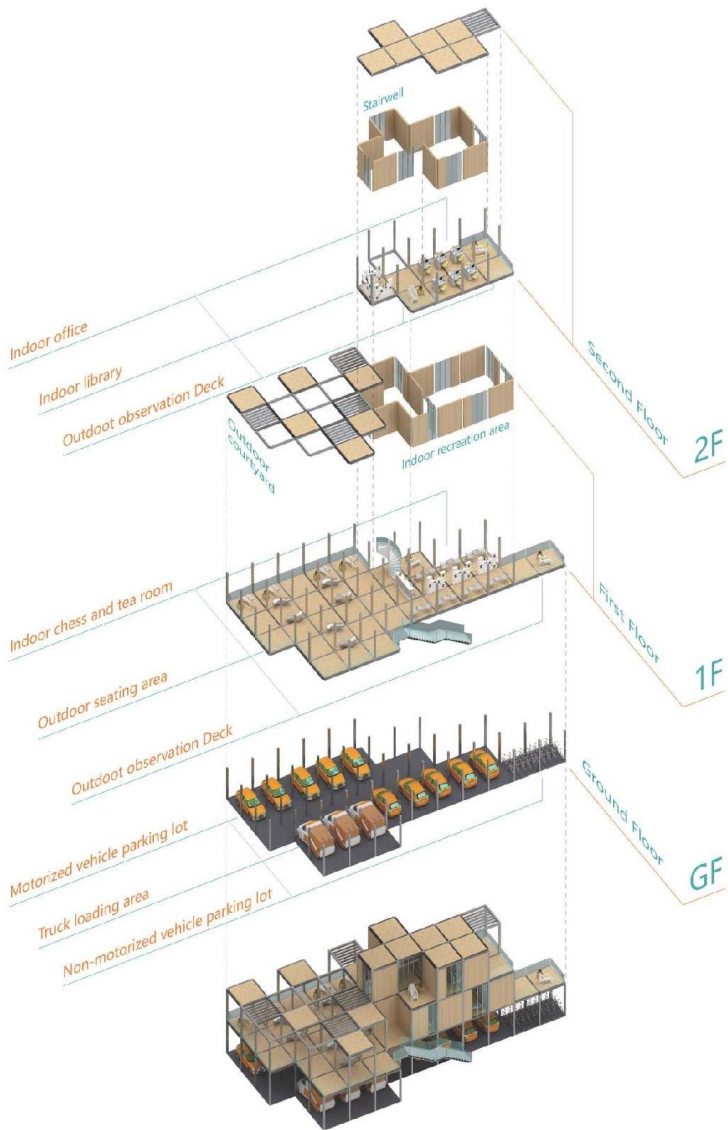 Stairwell
Indoor office
Indoor library
Outdoot observation Deck
Second Floor
2F
Outdoor
courtyard
Indoor recreation area
Indoor chess and tea room
Outdoor seating area
Outdoot observation Deck
First Floor
1F
Motorized vehicle parking lot
Truck loading area
Non-motorized vehicle parking lot
Ground Floor
GF